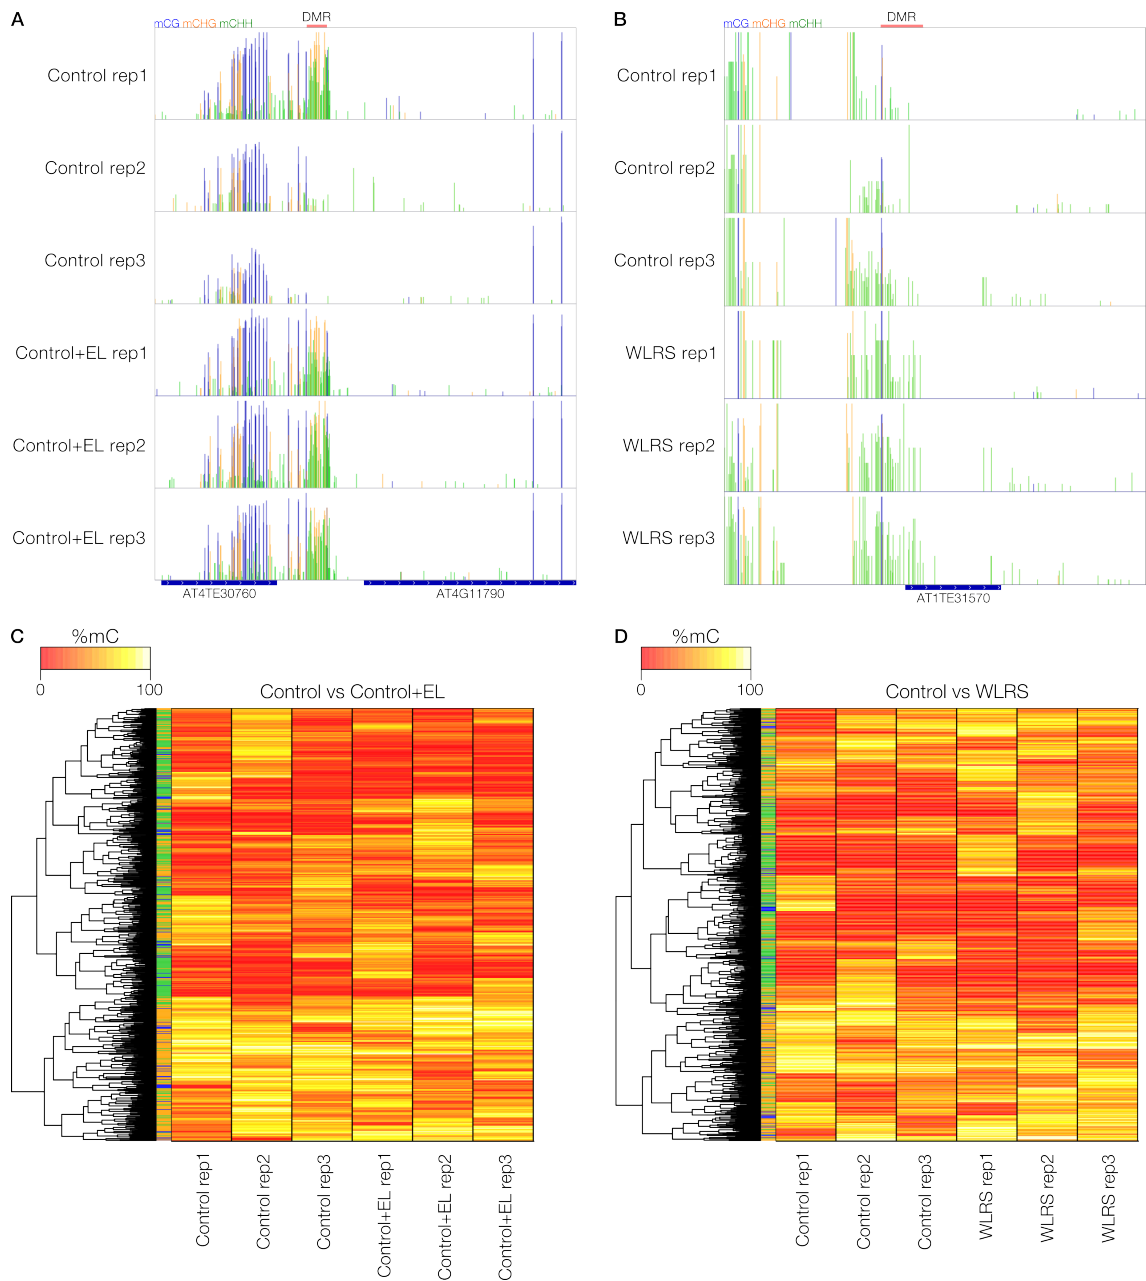 A
mCG mCHG mCHH
DMR
Control rep1
Control rep2
Control rep3
Control+EL rep1
Control+EL rep2
Control+EL rep3
AT4TE30760
AT4G11790
B
mCG mCHG mCHH
DMR
Control rep1
Control rep2
Control rep3
WLRS rep1
WLRS rep2
WLRS rep3
AT1TE31570
C
%mC
0
100
Control vs Control+EL
Control rep1
Control rep2
Control rep3
Control+EL rep1
Control+EL rep2
Control+EL rep3
D
%mC
0
100
Control vs WLRS
Control rep1
Control rep2
Control rep3
WLRS rep1
WLRS rep2
WLRS rep3